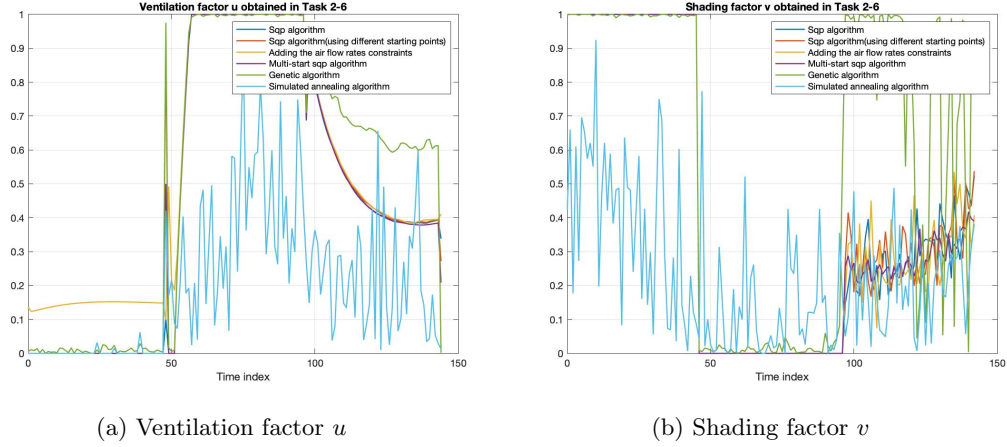 Ventilation factor u obtained in Task 2-6
1
0.9
0.8
0.7
0.6
0.5
0.4
0.3
0.2
0.1
0
0
50
100
150
Time index
Sqp algorithm
Sqp algorithm(using different starting points)
Adding the air flow rates constraints
Multi-start sqp algorithm
Genetic algorithm
Simulated annealing algorithm
(a) Ventilation factor u
Shading factor v obtained in Task 2-6
1
0.9
0.8
0.7
0.6
0.5
0.4
0.3
0.2
0.1
0
0
50
100
150
Time index
Sqp algorithm
Sqp algorithm(using different starting points)
Adding the air flow rates constraints
Multi-start sqp algorithm
Genetic algorithm
Simulated annealing algorithm
(b) Shading factor v